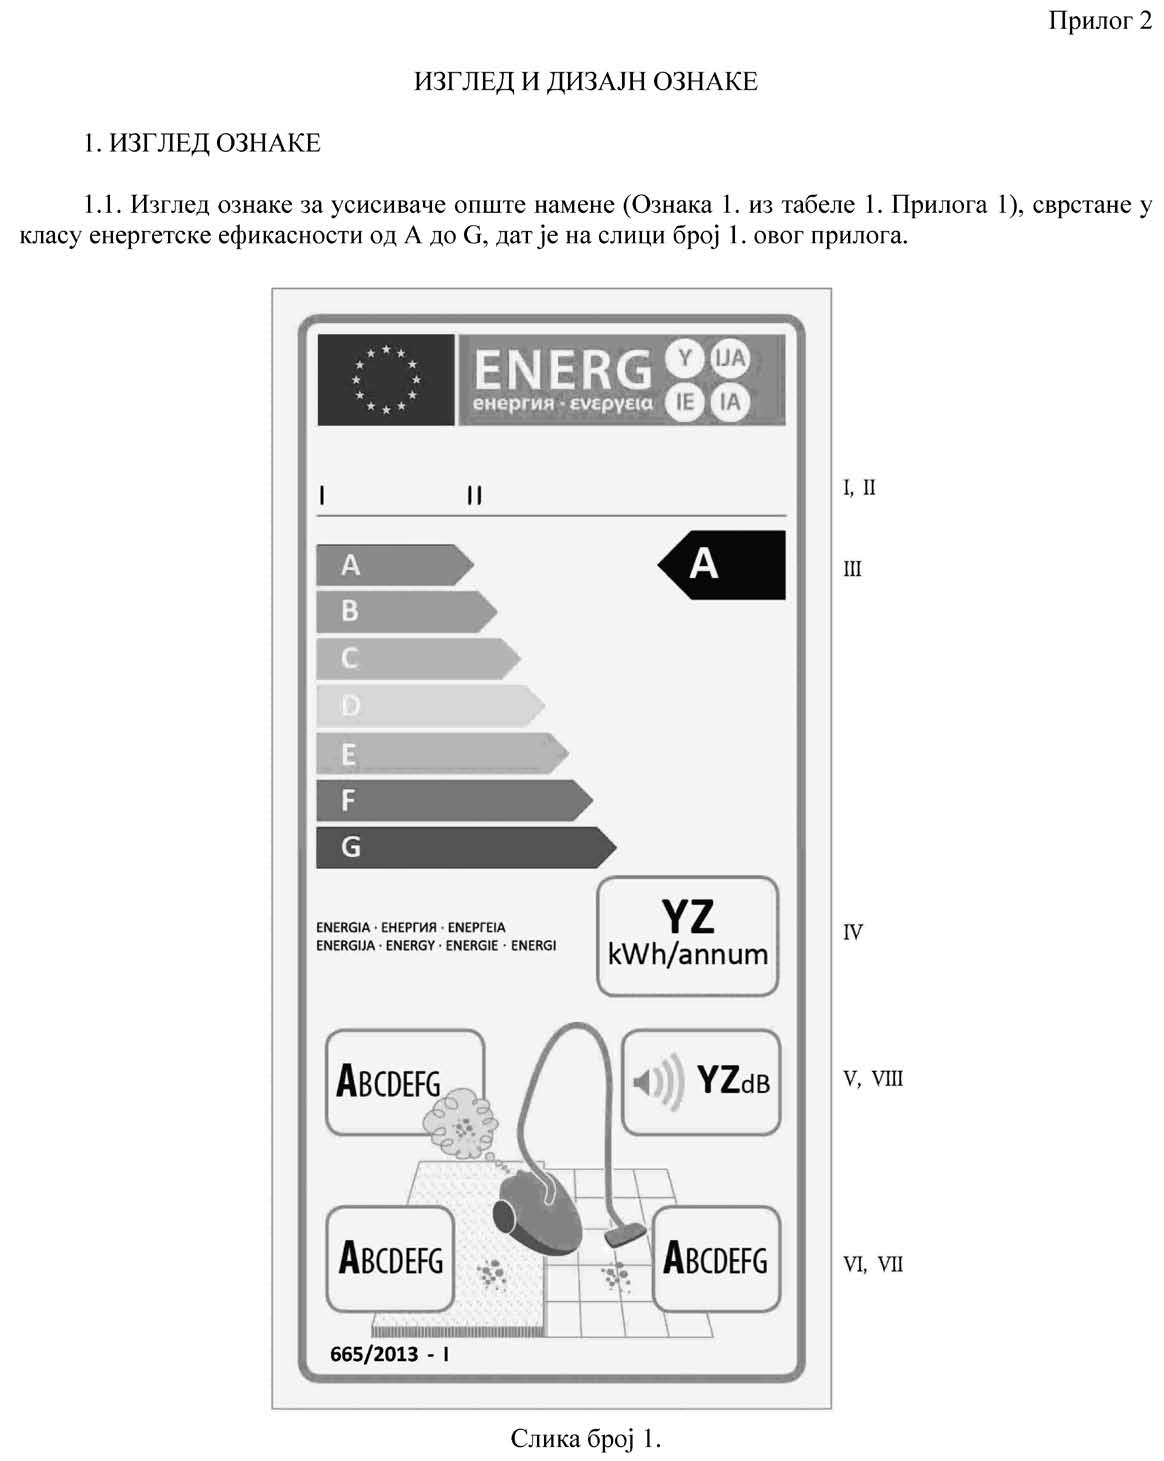 Прилог 2
ИЗГЛЕД И ДИЗАЈН ОЗНАКЕ
1. ИЗГЛЕД ОЗНАКЕ
1.1. Изглед ознаке за усисиваче опште намене (Ознака 1. из табеле 1. Прилога 1), сврстане у
класу енергетске ефикасности од А до G, дат је на слици број 1. овог прилога.
ENERG Y IJA
енергия · ενεργεια IE IA
I II I, II
A A III
B
C
D
E
F
G
YZ
ENERGIA · ЕНЕРГИЯ · ΕΝΕΡΓΕΙΑ
ENERGIJA · ENERGY · ENERGIE · ENERGI
kWh/annum
IV
ABCDEFG YZdB V, VIII
ABCDEFG ABCDEFG VI, VII
665/2013 - I
Слика број 1.